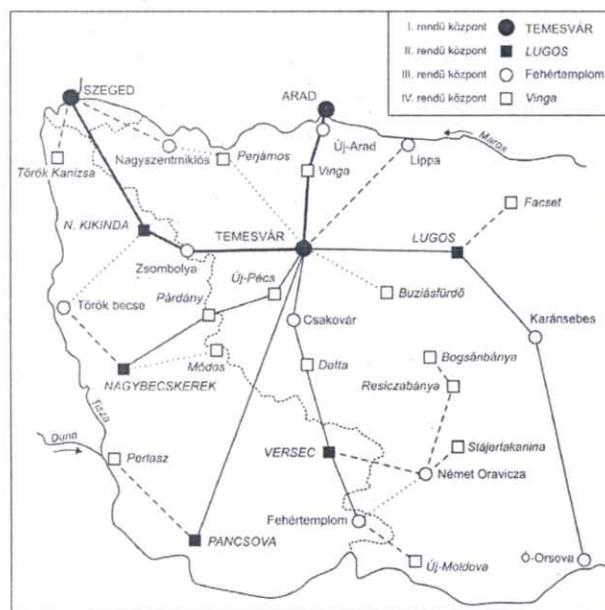 I. rendű központ TEMESVÁR
II. rendű központ LUGOS
III. rendű központ Fehértemplom
IV. rendű központ Vinga
SZEGED
ARAD
Maros
Új-Arad
Nagyszentmiklós
Perjámos
Lippa
Török Kanizsa
Vinga
Facset
N. KIKINDA
TEMESVÁR
LUGOS
Zsombolya
Új-Pécs
Török becse
Párdány
Buziásfürdő
Csakovár
Karánsebes
Módos
Bogsánbánya
NAGYBECSKEREK
Detta
Resiczabánya
Tisza
Duna
Perlasz
VERSEC
Stájerlakanina
Német Oravicza
Fehértemplom
PANCSOVA
Új-Moldova
Ó-Orsova